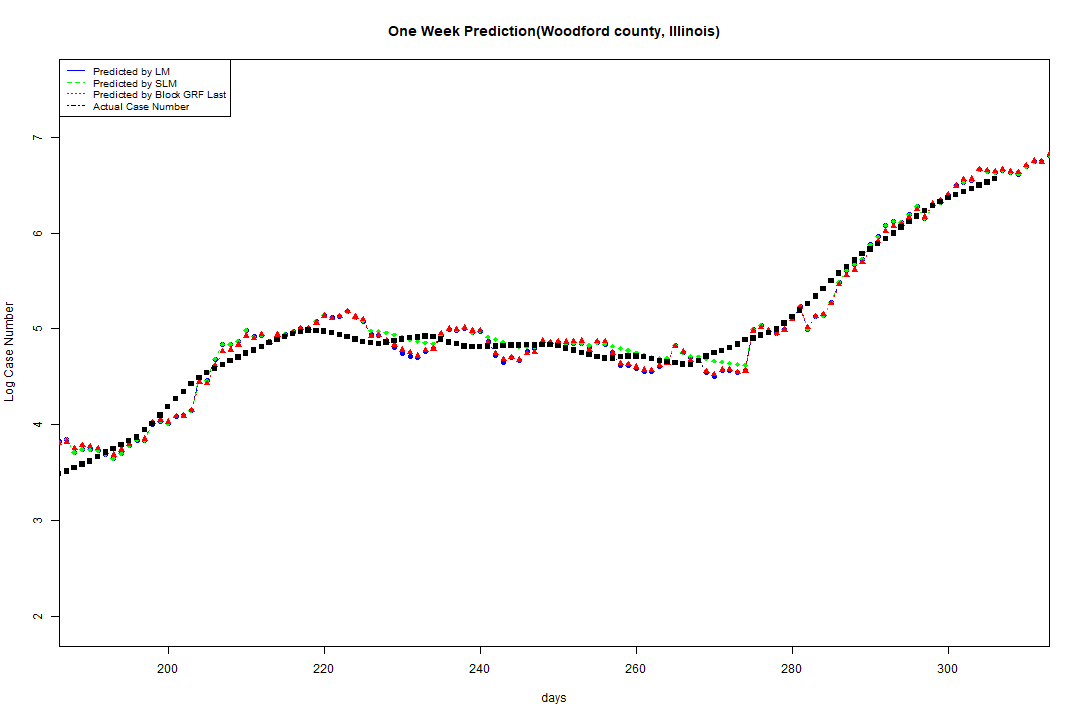 One Week Prediction(Woodford county, Illinois)
Predicted by LM
Predicted by SLM
Predicted by Block GRF Last
Actual Case Number
7
6
5
4
3
2
Log Case Number
200 220 240 260 280 300
days